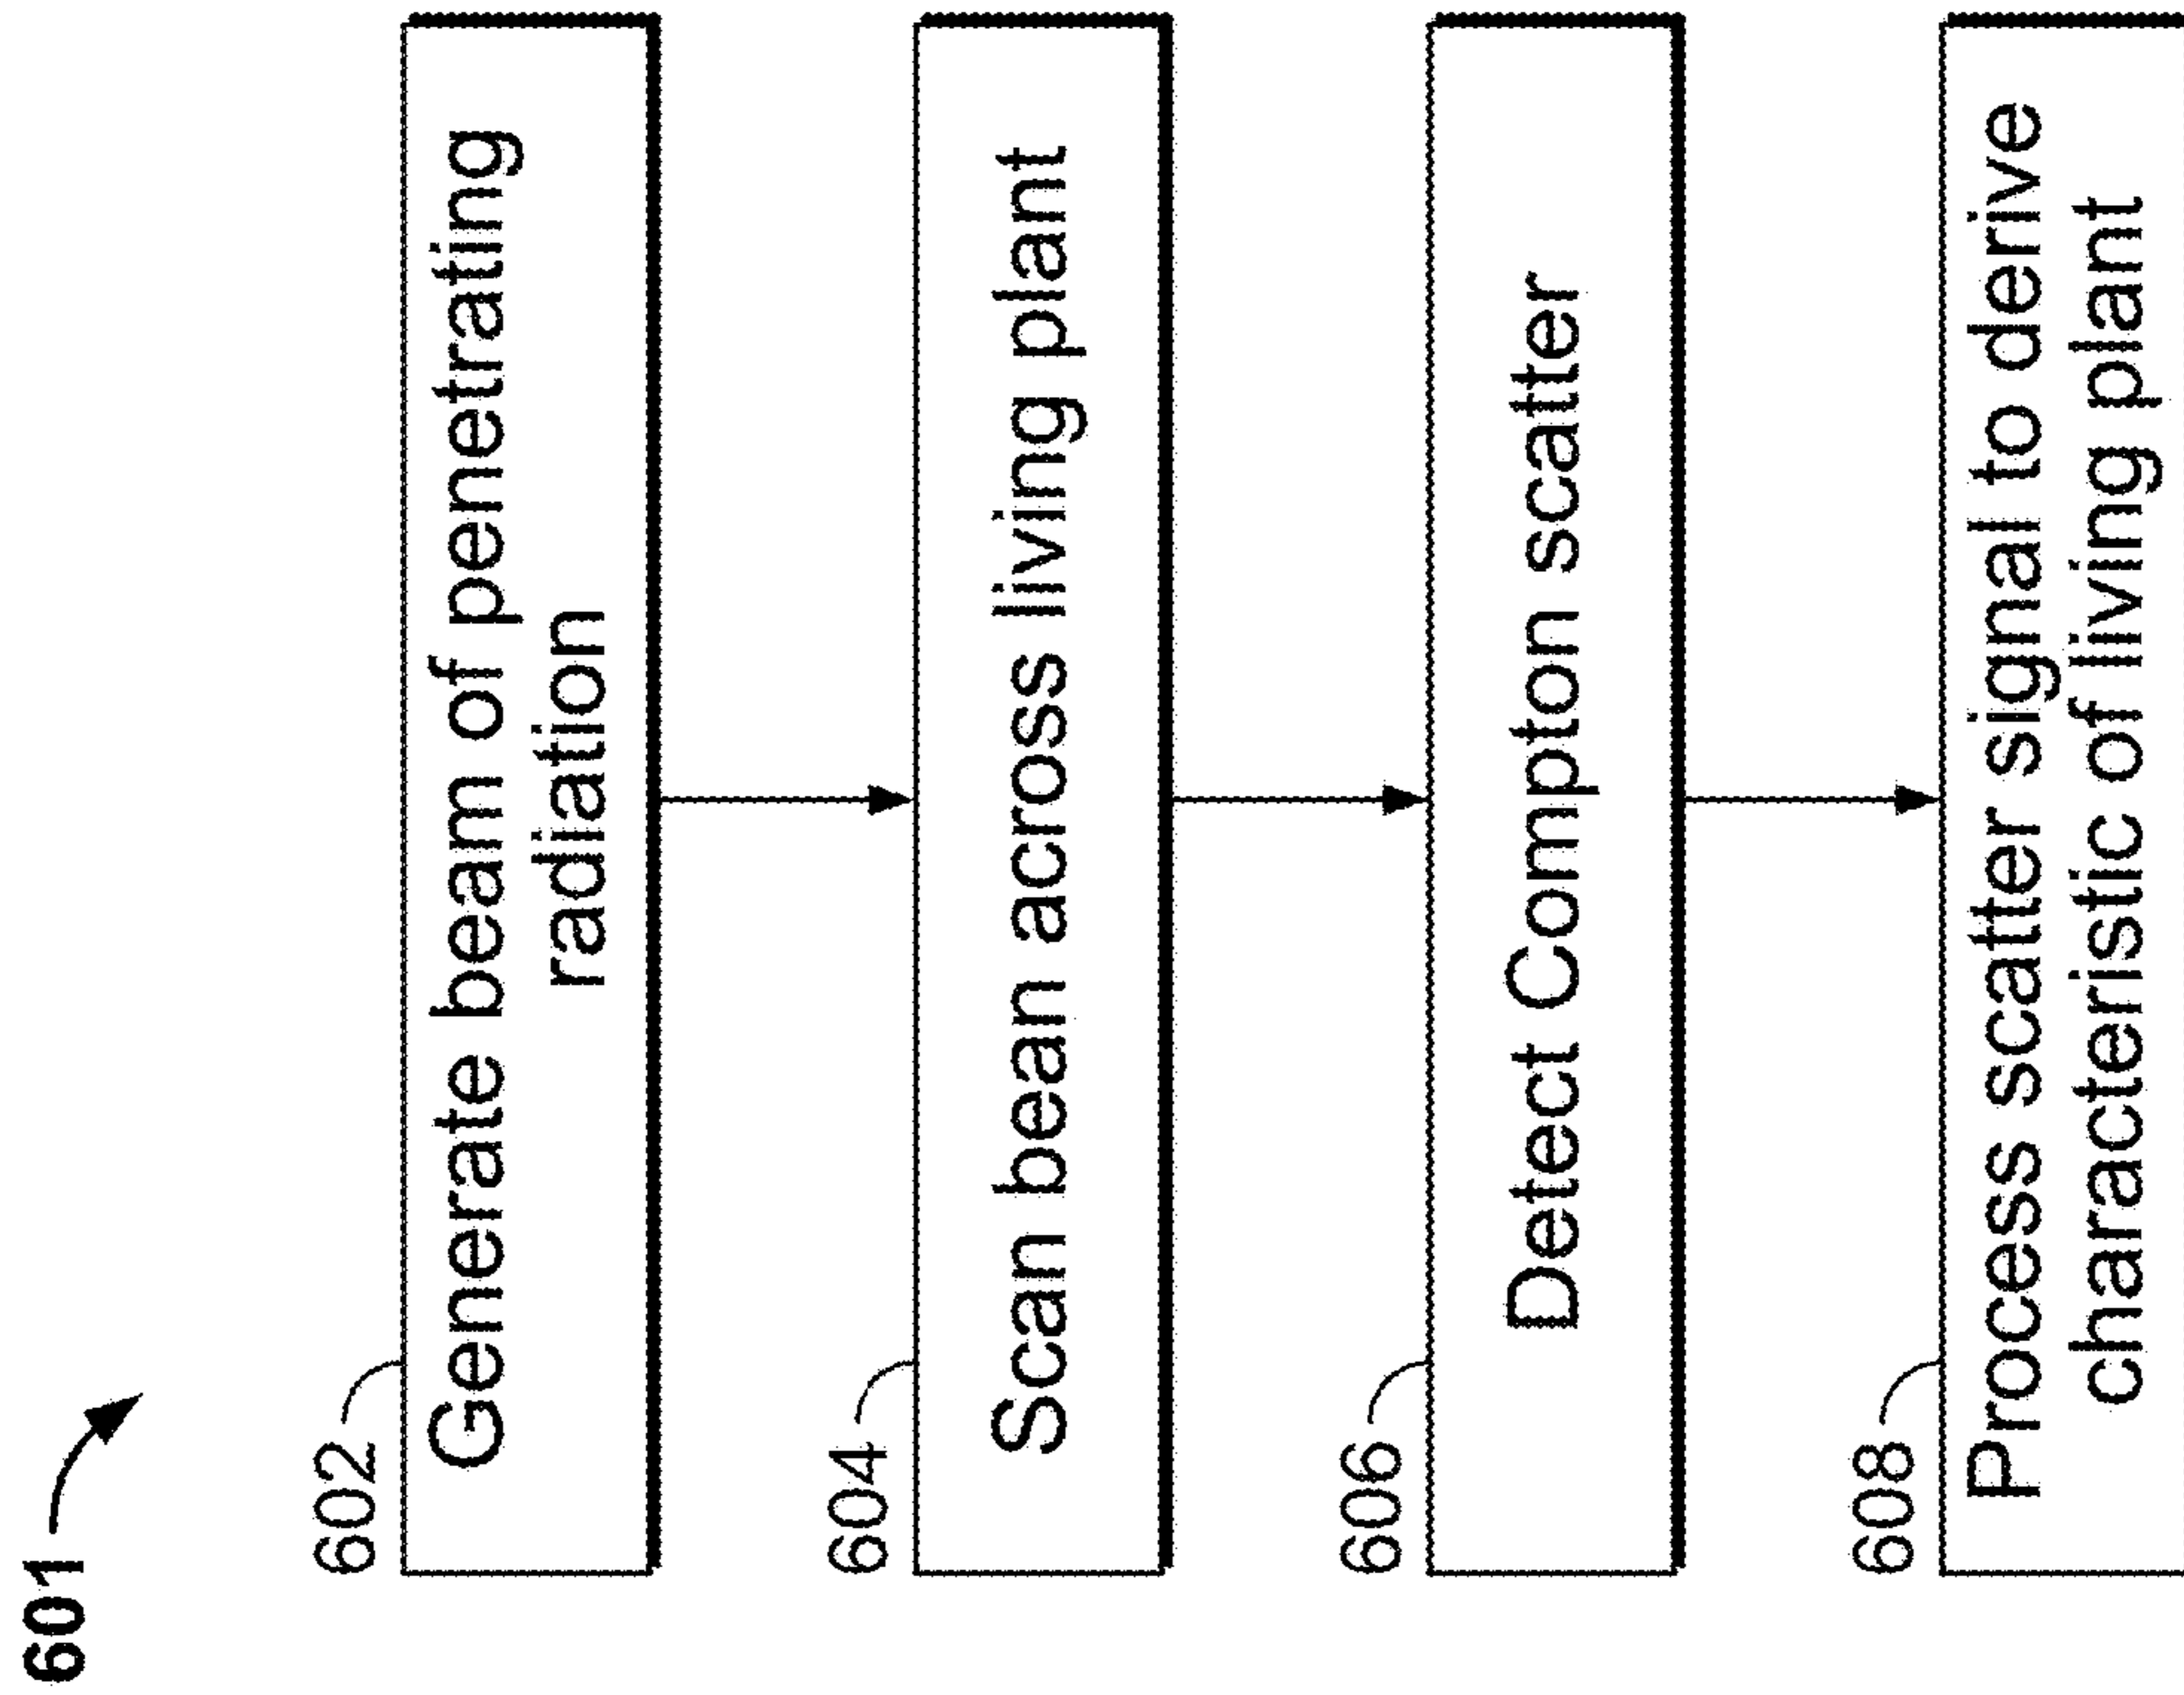 601
602
Generate beam of penetrating
radiation
604
Scan bean across living plant
606
Detect Compton scatter
608
Process scatter signal to derive
characteristic of living plant